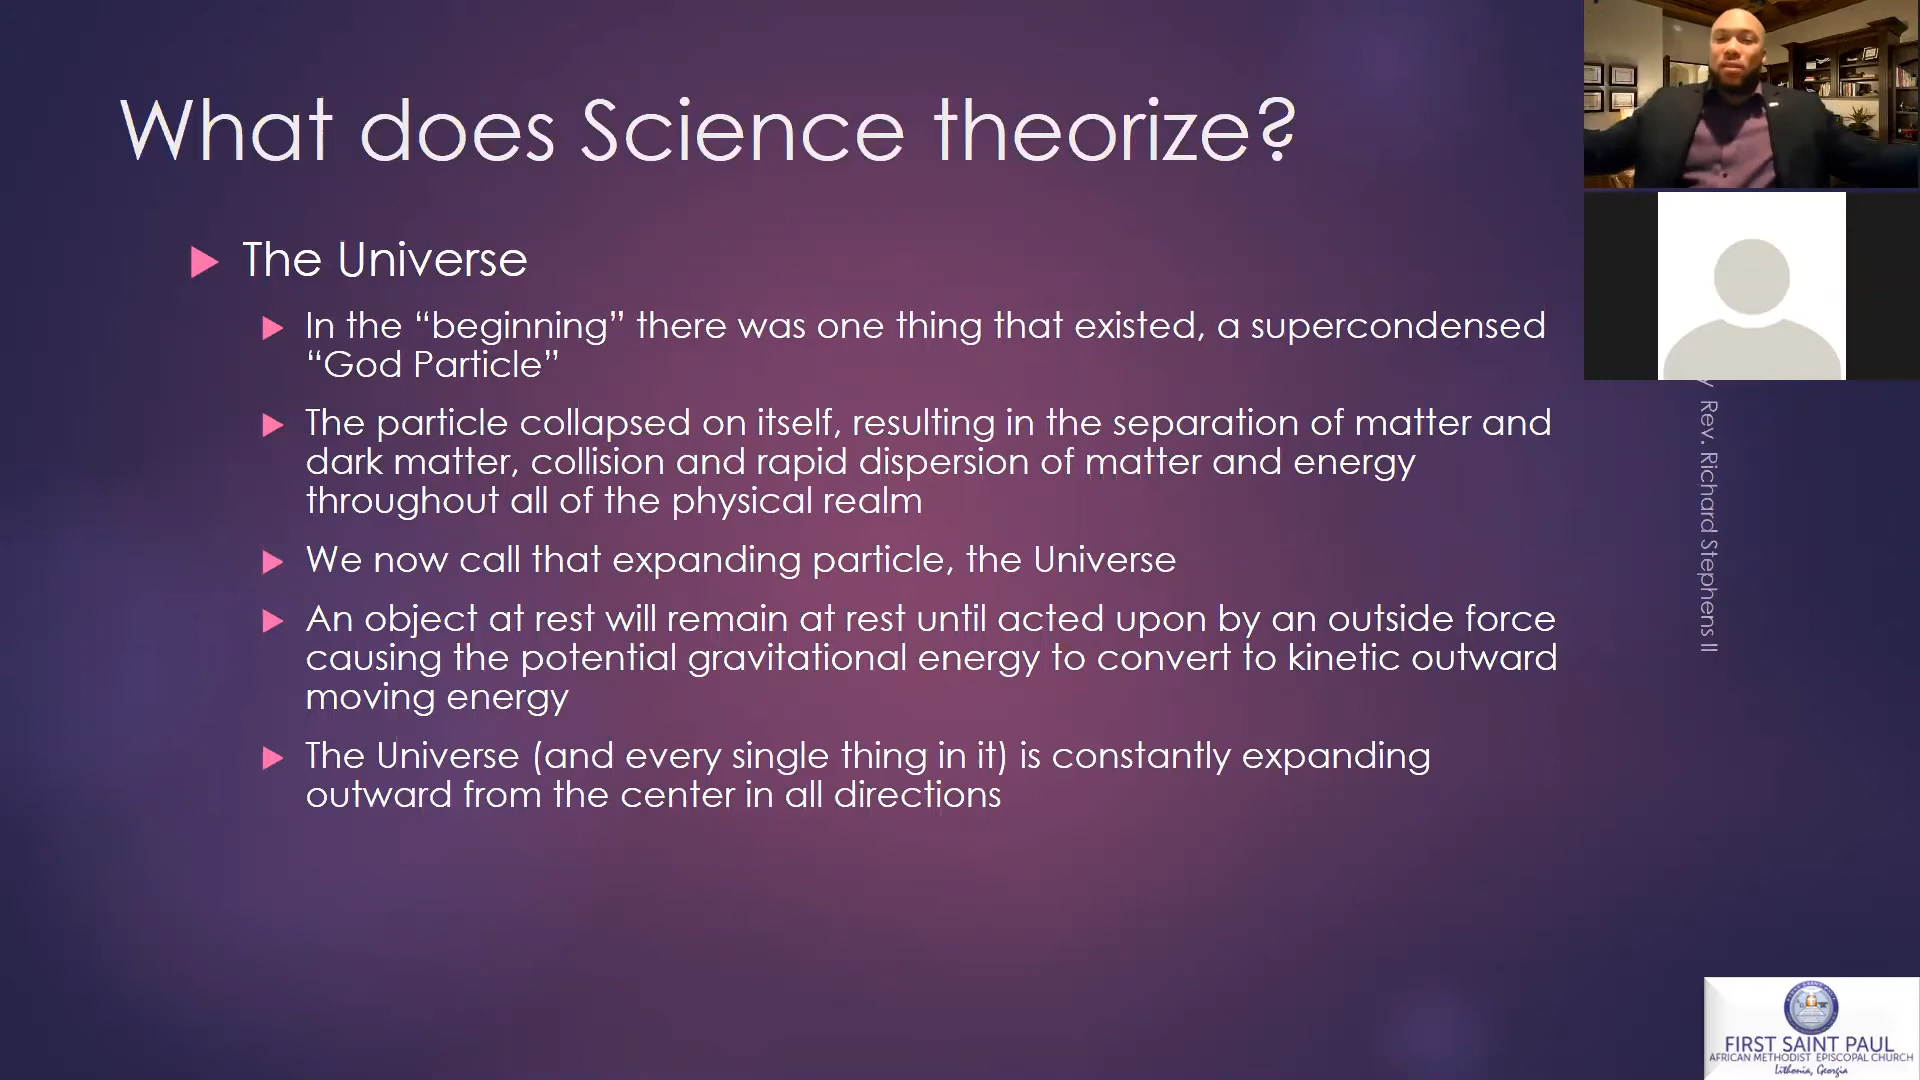 What does Science theorize?
The Universe
In the “beginning” there was one thing that existed, a supercondensed
“God Particle”
The particle collapsed on itself, resulting in the separation of matter and
dark matter, collision and rapid dispersion of matter and energy
throughout all of the physical realm
We now call that expanding particle, the Universe
An object at rest will remain at rest until acted upon by an outside force
causing the potential gravitational energy to convert to kinetic outward
moving energy
The Universe (and every single thing in it) is constantly expanding
outward from the center in all directions
Rev. Richard Stephens II
FIRST SAINT PAUL
AFRICAN METHODIST EPISCOPAL CHURCH
Lithonia, Georgia